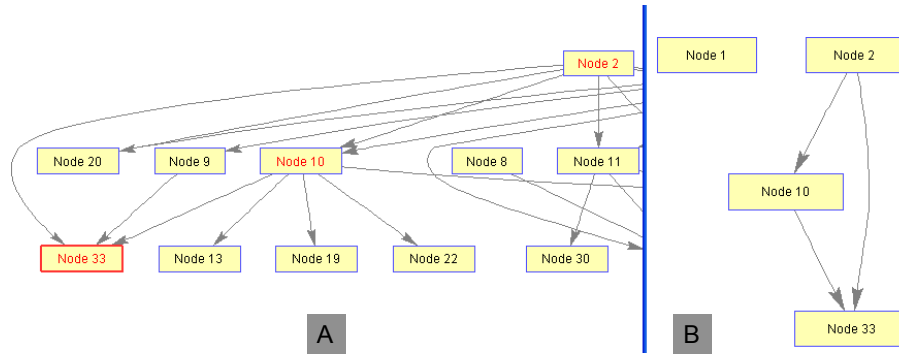 Node 2
Node 20
Node 9
Node 10
Node 8
Node 11
Node 33
Node 13
Node 19
Node 22
Node 30
A
Node 1
Node 2
Node 10
Node 33
B